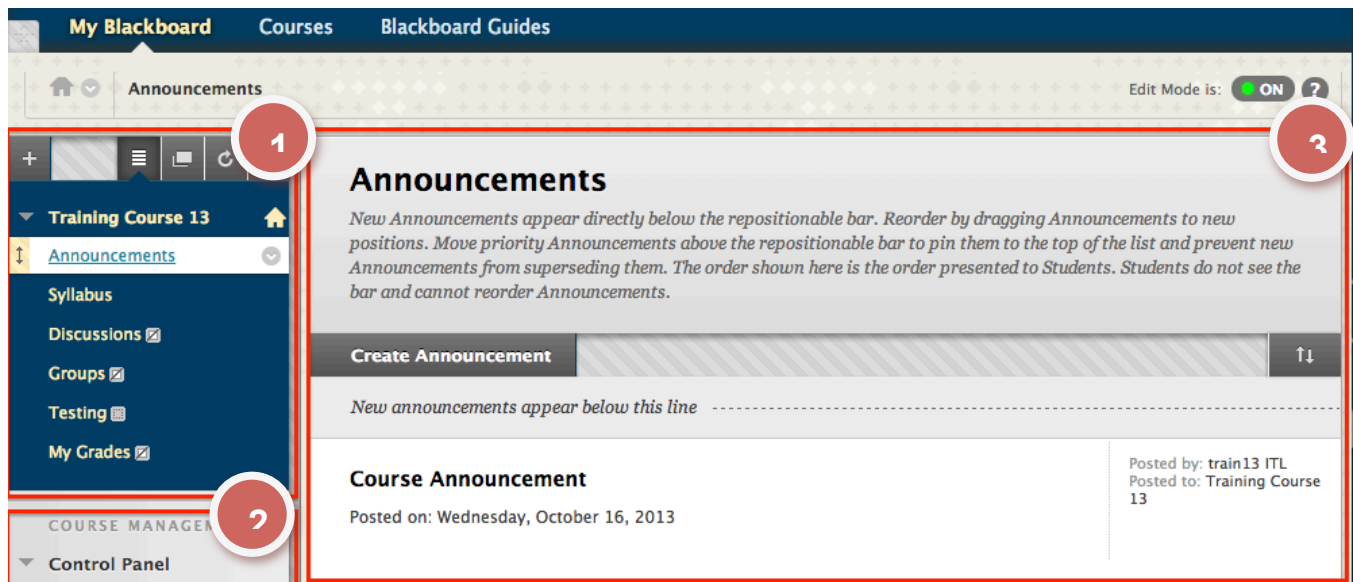 My Blackboard Courses Blackboard Guides
Announcements
Edit Mode is: ON ?
1
3
Training Course 13
Announcements
Syllabus
Discussions
Groups
Testing
My Grades
2
COURSE
Control Panel
Announcements
New Announcements appear directly below the repositionable bar. Reorder by dragging Announcements to new
positions. Move priority Announcements above the repositionable bar to pin them to the top of the list and prevent new
Announcements from superseding them. The order shown here is the order presented to Students. Students do not see the
bar and cannot reorder Announcements.
Create Announcement
New announcements appear below this line
Course Announcement
Posted on: Wednesday, October 16, 2013
Posted by: train13 ITL
Posted to: Training Course
13